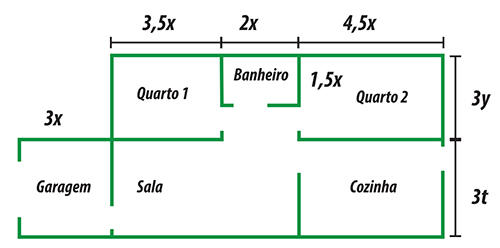 3,5x 2x 4,5x
Banheiro
1,5x
Quarto 1
Quarto 2
3y
3x
Garagem
Sala
Cozinha
3t